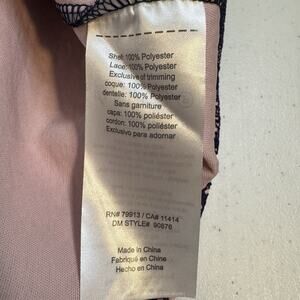 Shell: 100% Polyester
Lace: 100% Polyester
Exclusive of trimming
coque: 100% Polyester
dentelle: 100% Polyester
Sans garniture
capa: 100% poliéster
cordon: 100% poliéster
Exclusivo para adornar
RN# 79913 / CA# 11414
DM STYLE# 90876
Made in China
Fabriqué en Chine
Hecho en China